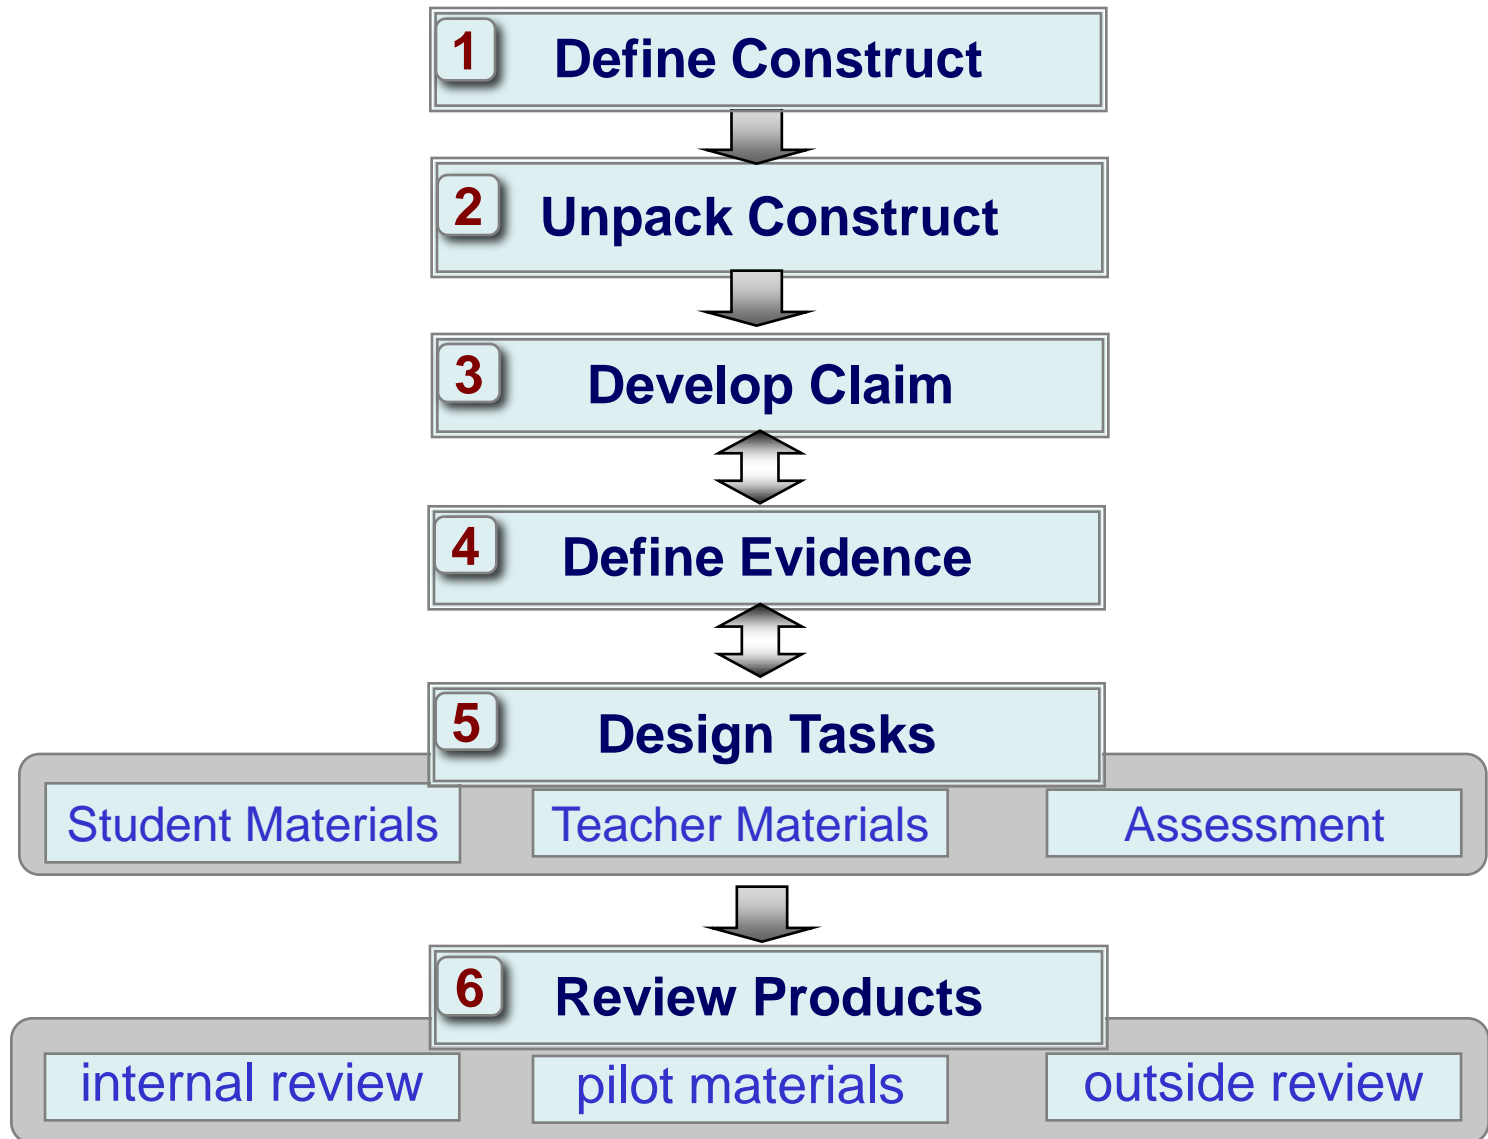 1 Define Construct
2 Unpack Construct
3 Develop Claim
4 Define Evidence
5 Design Tasks
Student Materials Teacher Materials Assessment
6 Review Products
internal review pilot materials outside review